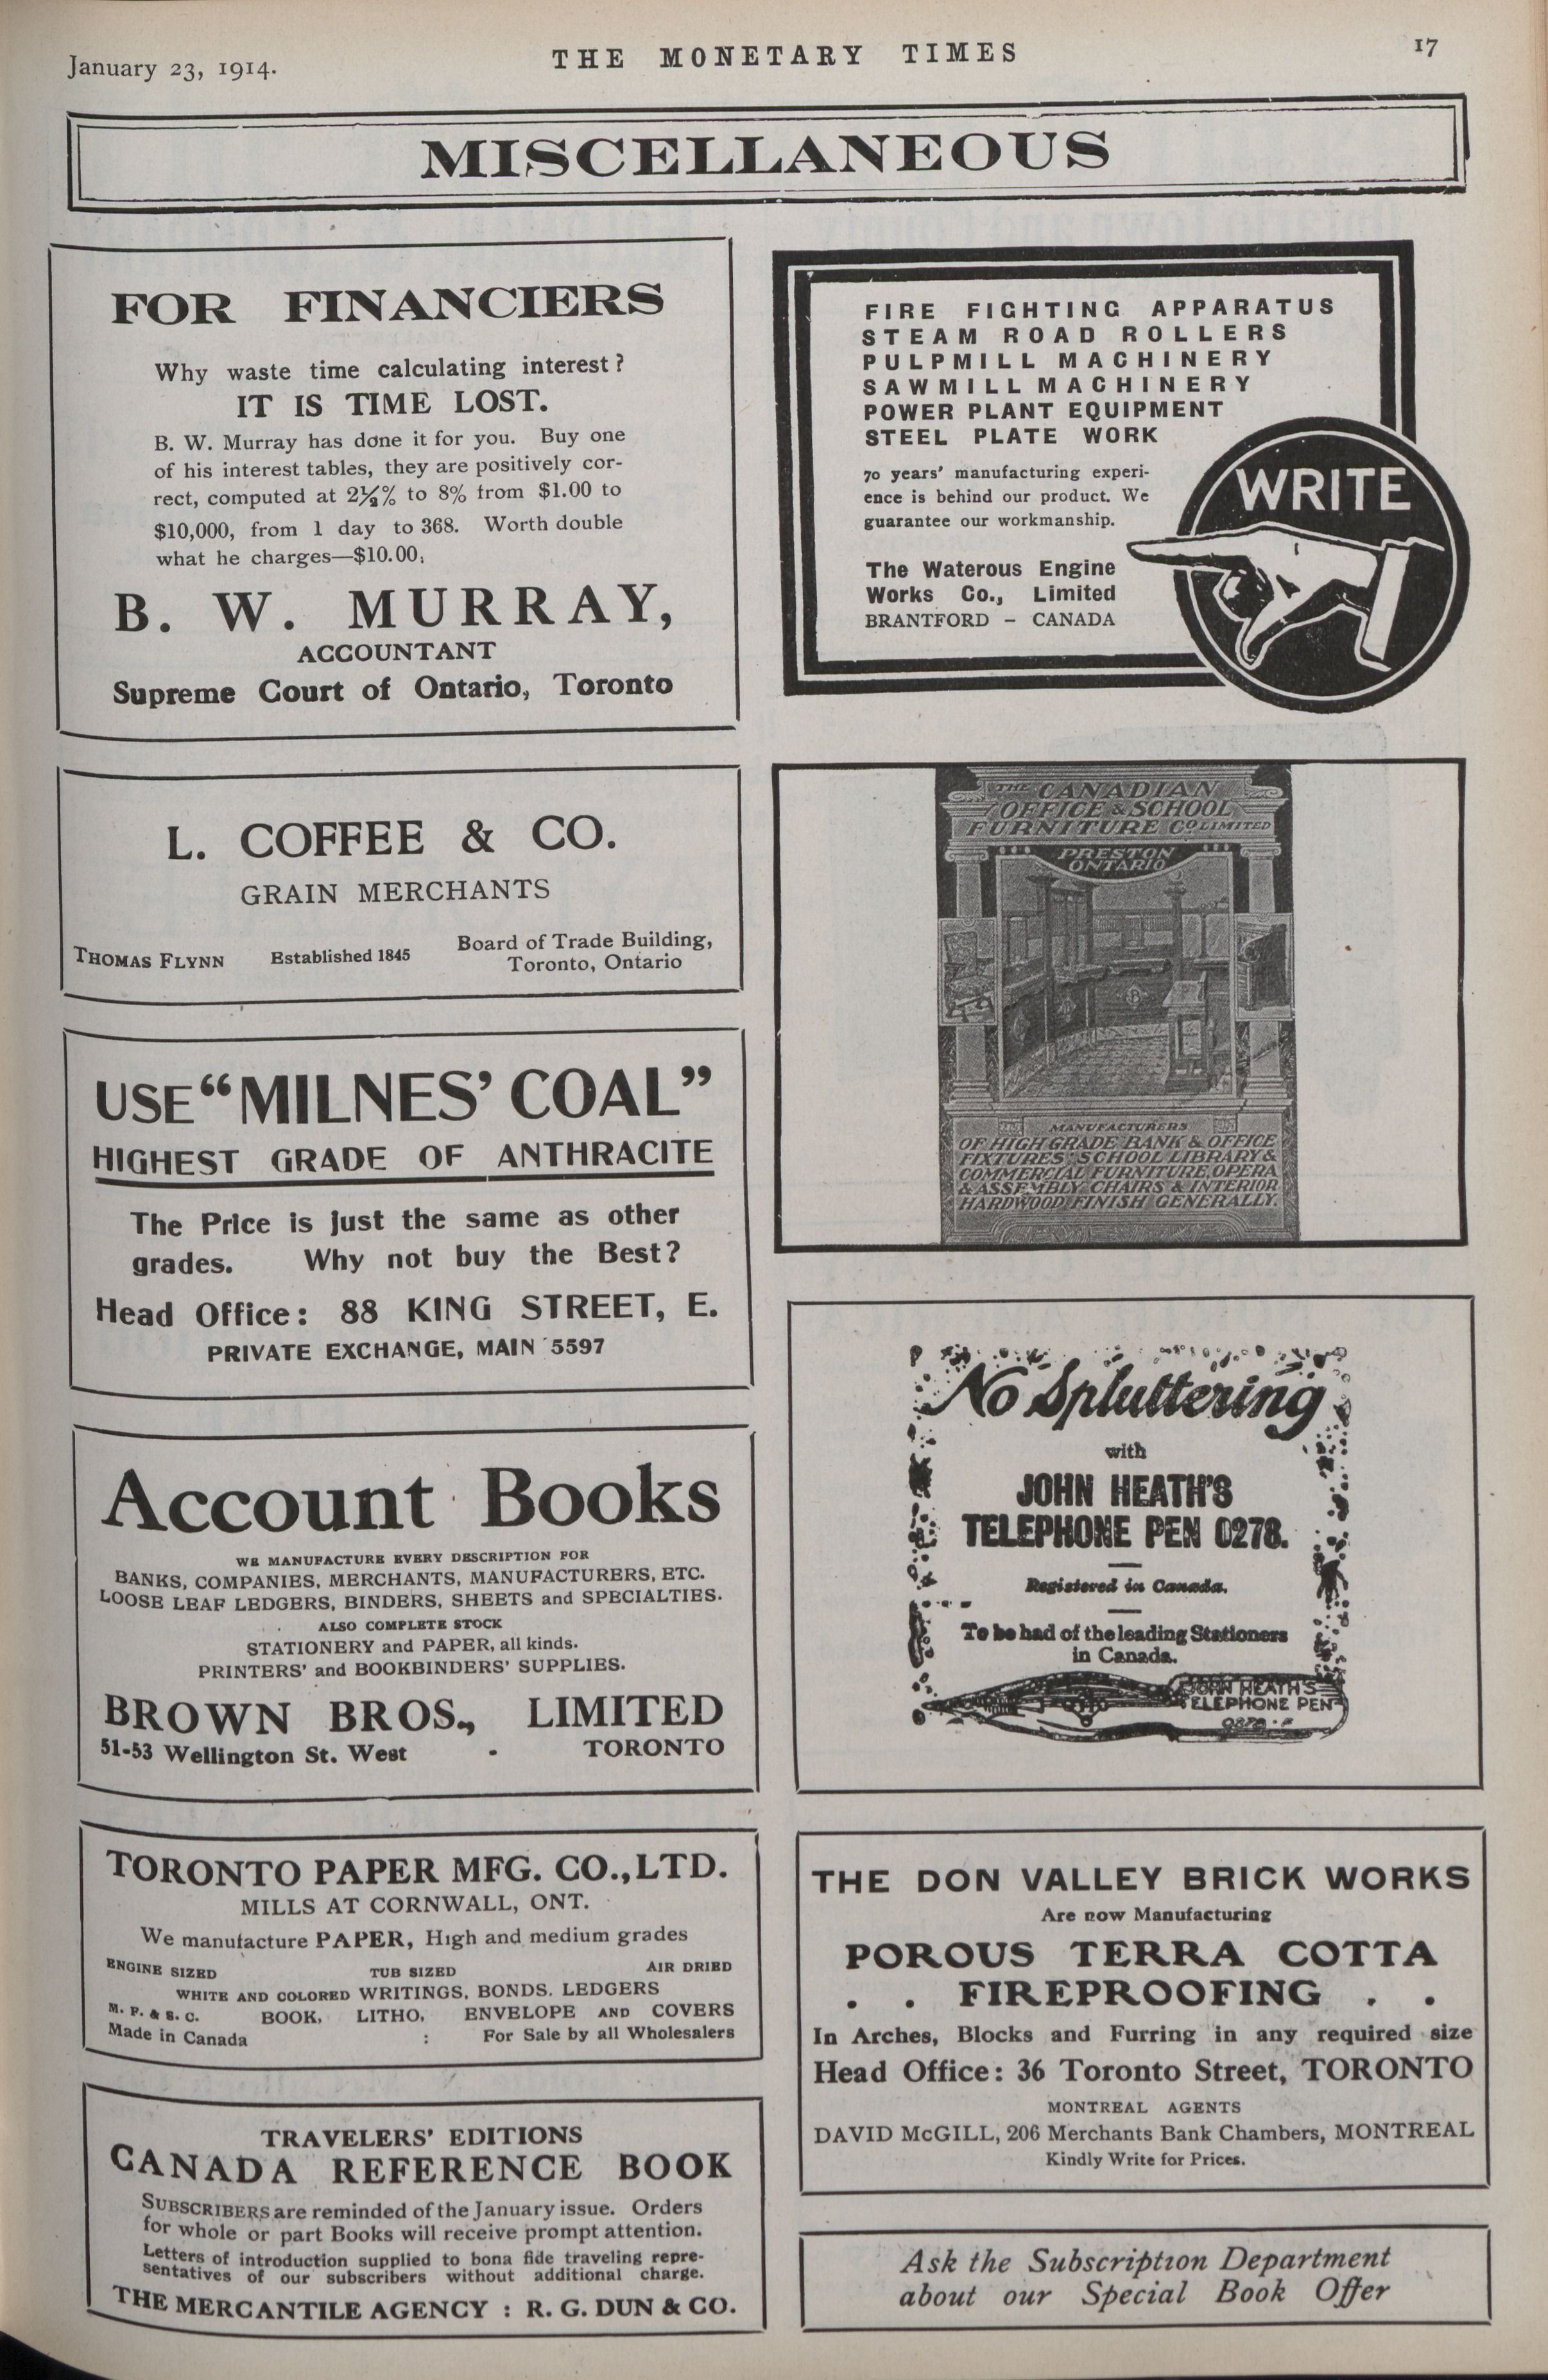 January 23, 1914.
THE MONETARY TIMES
17
MISCELLANEOUS
FOR FINANCIERS
Why waste time calculating interest?
IT IS TIME LOST.
B. W. Murray has done it for you. Buy one
of his interest tables, they are positively cor-
rect, computed at 2½% to 8% from $1.00 to
$10,000, from 1 day to 368. Worth double
what he charges—$10.00.
B. W. MURRAY,
ACCOUNTANT
Supreme Court of Ontario, Toronto
L. COFFEE & CO.
GRAIN MERCHANTS
THOMAS FLYNN
Established 1845
Board of Trade Building,
Toronto, Ontario
USE “MILNES’ COAL”
HIGHEST GRADE OF ANTHRACITE
The Price is just the same as other
grades. Why not buy the Best?
Head Office: 88 KING STREET, E.
PRIVATE EXCHANGE, MAIN 5597
Account Books
WE MANUFACTURE EVERY DESCRIPTION FOR
BANKS, COMPANIES, MERCHANTS, MANUFACTURERS, ETC.
LOOSE LEAF LEDGERS, BINDERS, SHEETS and SPECIALTIES.
ALSO COMPLETE STOCK
STATIONERY and PAPER, all kinds.
PRINTERS’ and BOOKBINDERS’ SUPPLIES.
BROWN BROS., LIMITED
51-53 Wellington St. West - TORONTO
TORONTO PAPER MFG. CO., LTD.
MILLS AT CORNWALL, ONT.
We manufacture PAPER, High and medium grades
ENGINE SIZED TUB SIZED AIR DRIED
WHITE AND COLORED WRITINGS, BONDS, LEDGERS
M. F. & S. C. BOOK, LITHO, ENVELOPE AND COVERS
Made in Canada : For Sale by all Wholesalers
TRAVELERS’ EDITIONS
CANADA REFERENCE BOOK
SUBSCRIBERS are reminded of the January issue. Orders
for whole or part Books will receive prompt attention.
Letters of introduction supplied to bona fide traveling repre-
sentatives of our subscribers without additional charge.
THE MERCANTILE AGENCY : R. G. DUN & CO.
FIRE FIGHTING APPARATUS
STEAM ROAD ROLLERS
PULPMILL MACHINERY
SAWMILL MACHINERY
POWER PLANT EQUIPMENT
STEEL PLATE WORK
70 years’ manufacturing experi-
ence is behind our product. We
guarantee our workmanship.
WRITE
The Waterous Engine
Works Co., Limited
BRANTFORD - CANADA
THE CANADIAN
OFFICE & SCHOOL
FURNITURE CO LIMITED
PRESTON
ONTARIO
MANUFACTURERS
OF HIGH GRADE BANK & OFFICE
FIXTURES, SCHOOL LIBRARY &
COMMERCIAL FURNITURE, OPERA
& ASSEMBLY CHAIRS & INTERIOR
HARDWOOD FINISH GENERALLY.
No Spluttering
with
JOHN HEATH’S
TELEPHONE PEN 0278.
Registered in Canada.
To be had of the leading Stationers
in Canada.
JOHN HEATH’S
TELEPHONE PEN
THE DON VALLEY BRICK WORKS
Are now Manufacturing
POROUS TERRA COTTA
. . FIREPROOFING . .
In Arches, Blocks and Furring in any required size
Head Office: 36 Toronto Street, TORONTO
MONTREAL AGENTS
DAVID McGILL, 206 Merchants Bank Chambers, MONTREAL
Kindly Write for Prices.
Ask the Subscription Department
about our Special Book Offer